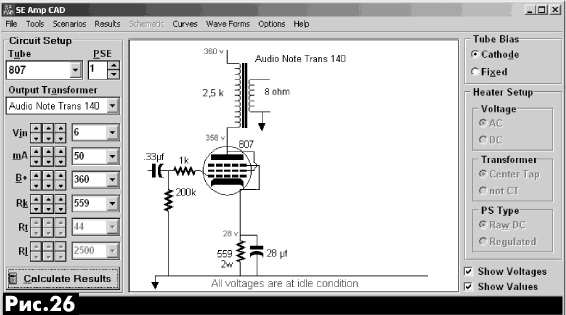 SE Amp CAD
File Tools Scenarios Results Schematic Curves Wave Forms Options Help
Circuit Setup
Tube PSE
807 1
Output Transformer
Audio Note Trans 140
Vin 6
mA 50
B+ 360
Rk 559
Rt 44
Rl 2500
Calculate Results
360 v
Audio Note Trans 140
2,5 k
8 ohm
358 v
807
.33µf
1k
200k
28 v
559
2w
28 µf
All voltages are at idle condition
Tube Bias
Cathode
Fixed
Heater Setup
Voltage
AC
DC
Transformer
Center Tap
not CT
PS Type
Raw DC
Regulated
Show Voltages
Show Values
Рис.26